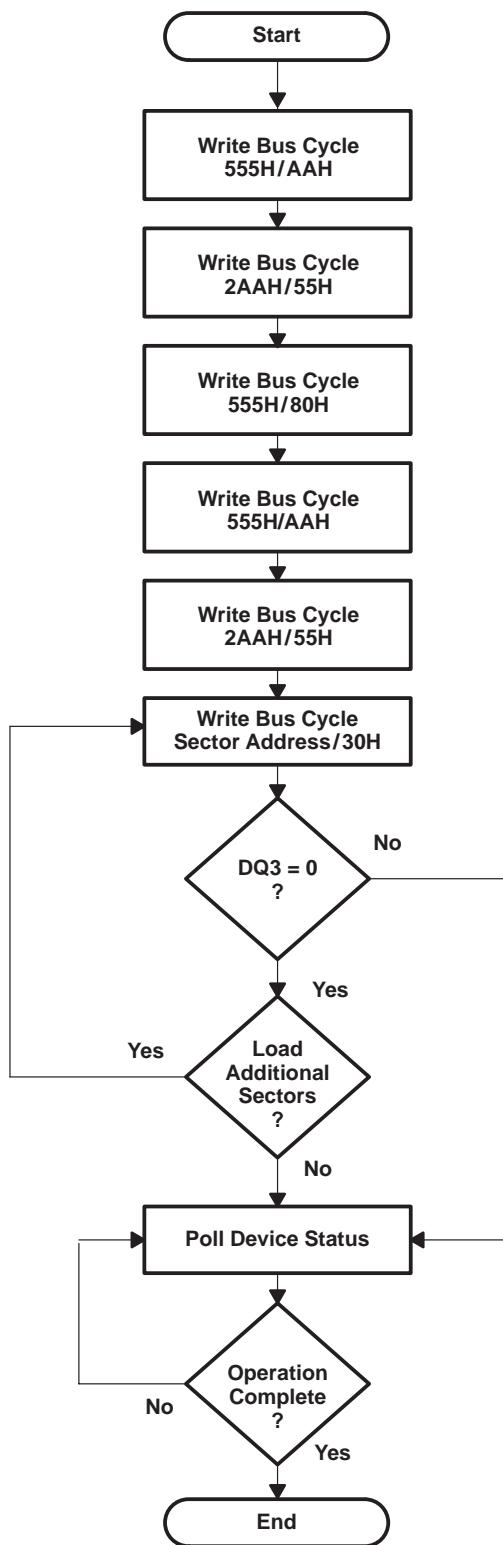 Start
Write Bus Cycle
555H/AAH
Write Bus Cycle
2AAH/55H
Write Bus Cycle
555H/80H
Write Bus Cycle
555H/AAH
Write Bus Cycle
2AAH/55H
Write Bus Cycle
Sector Address/30H
DQ3 = 0
?
No
Yes
Load
Additional
Sectors
?
Yes
No
Poll Device Status
Operation
Complete
?
No
Yes
End